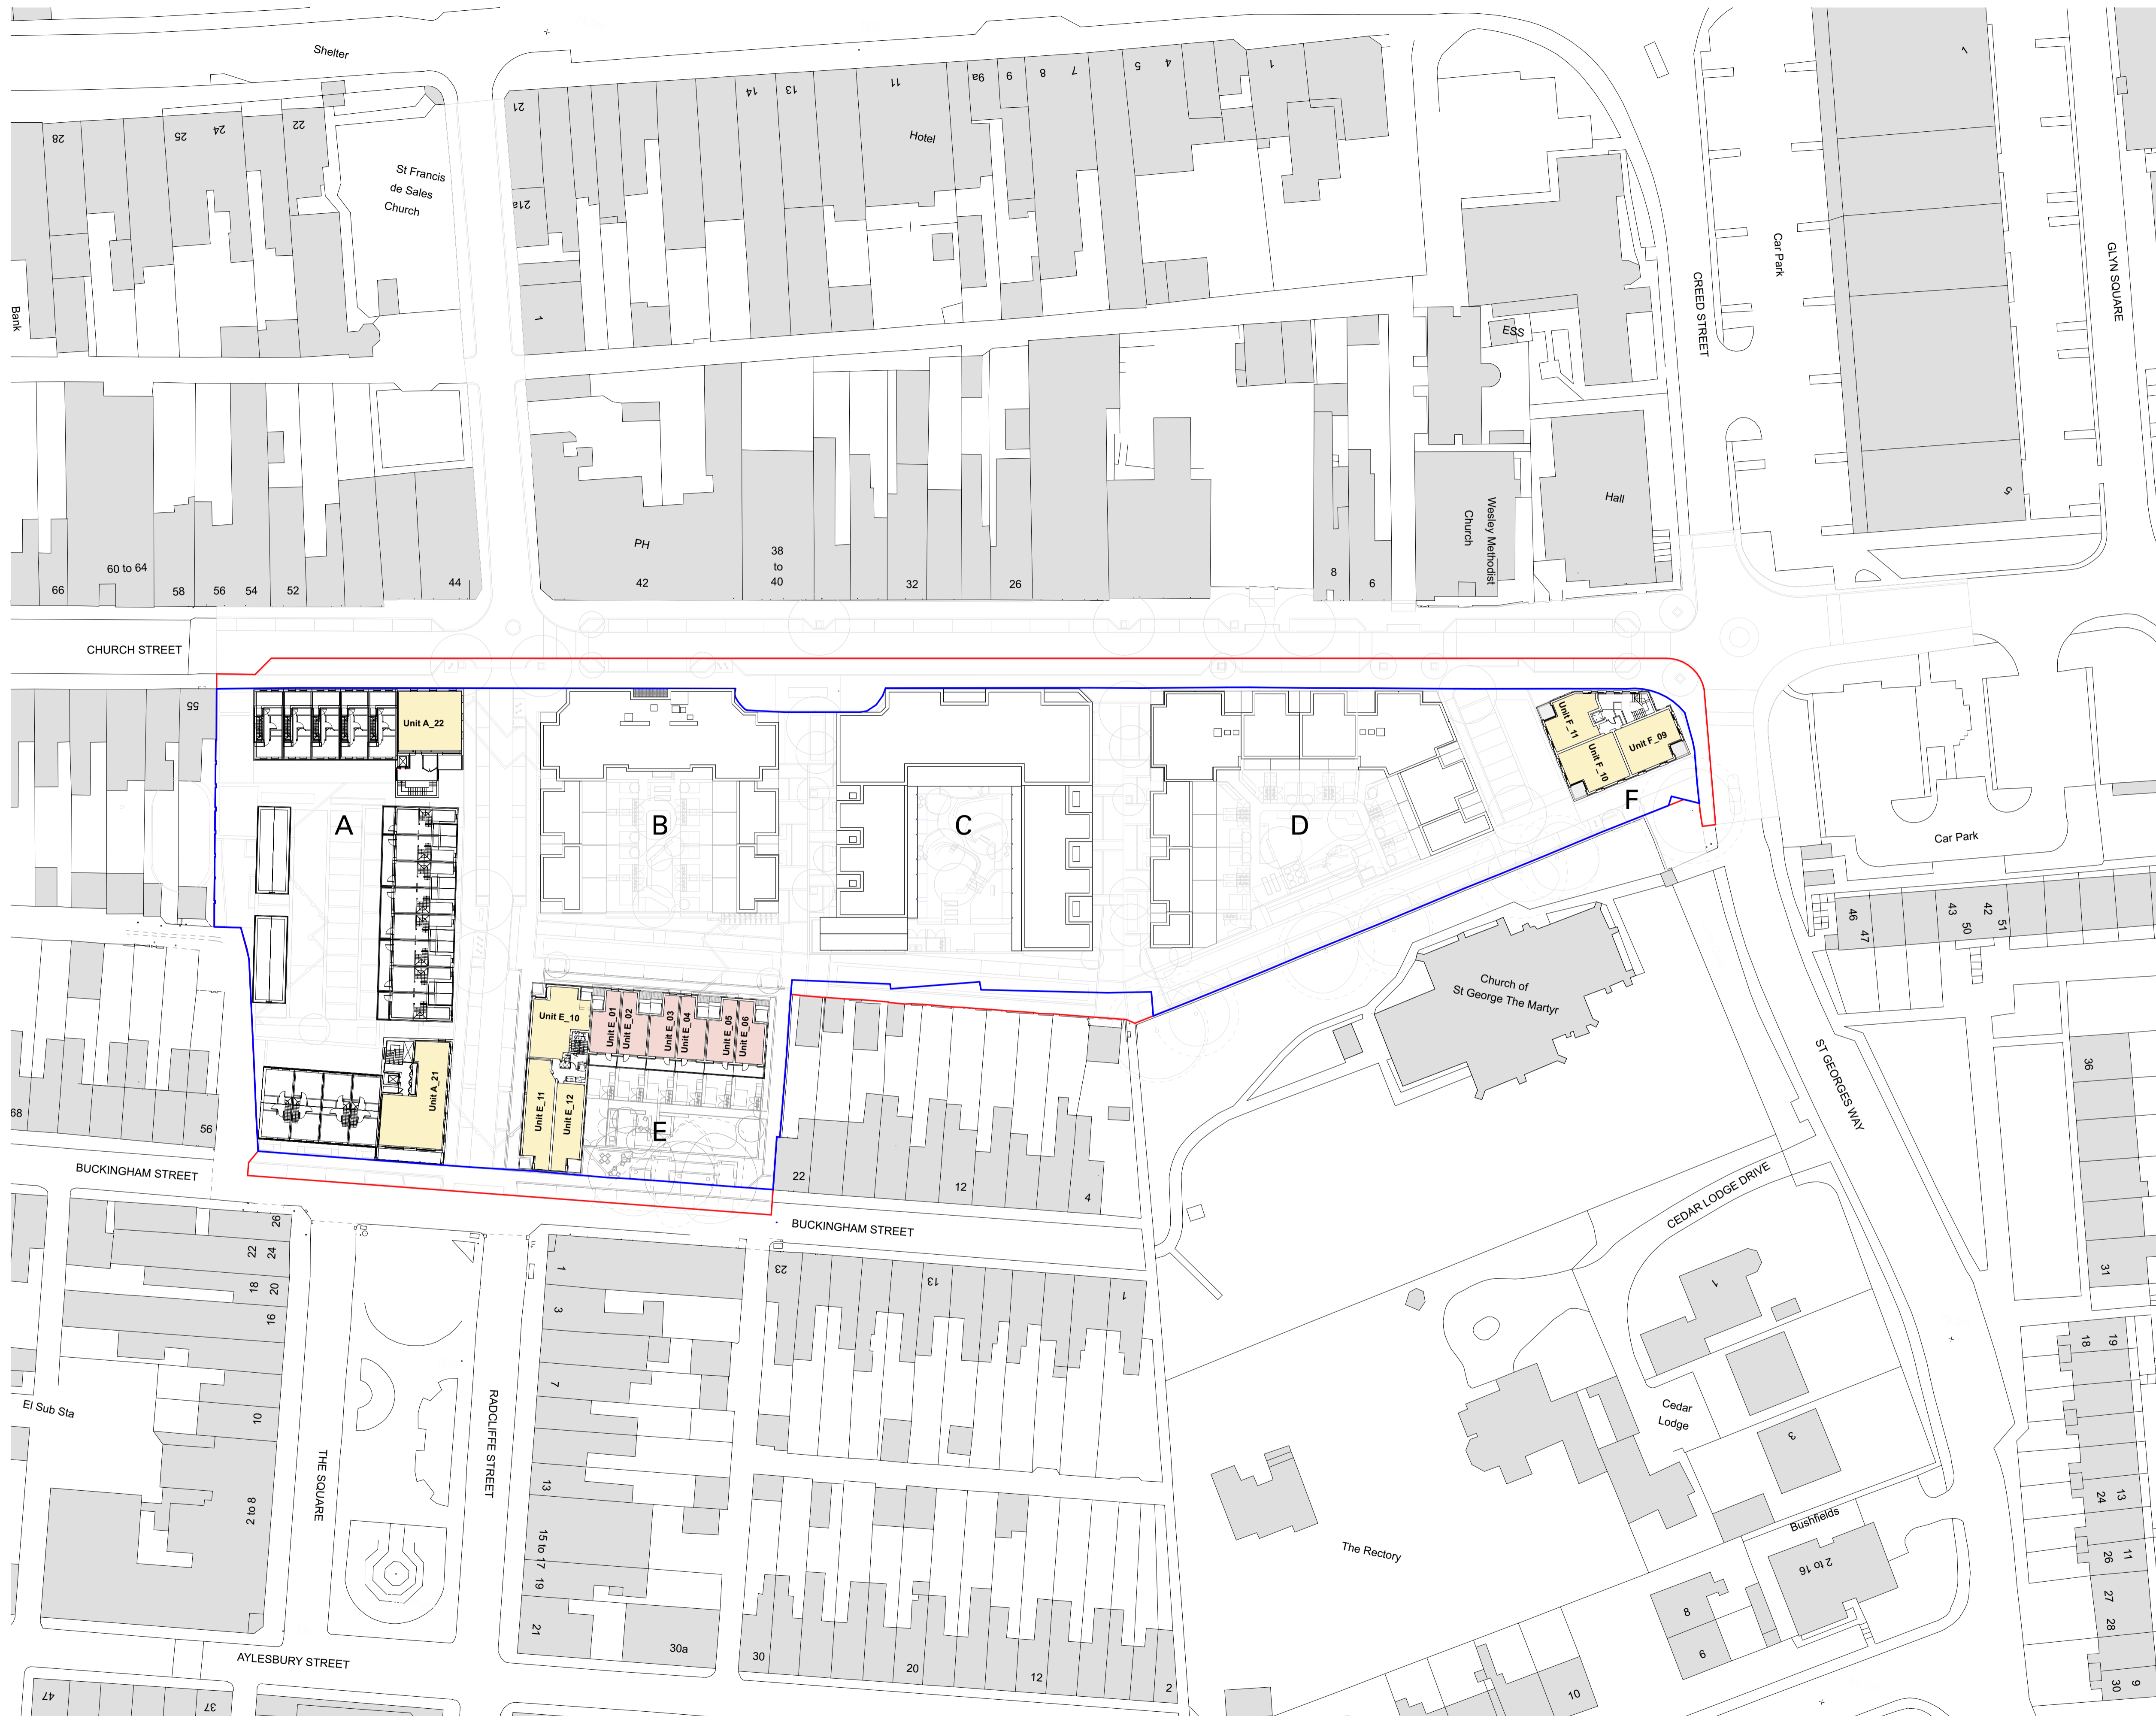 Shelter
28
25
24
22
St Francis
de Sales
Church
21
21a
1
14
13
11
Hotel
9a
9
8
7
5
4
1
1
Bank
ESS
CREED STREET
Car Park
GLYN SQUARE
5
66
60 to 64
58
56
54
52
44
PH
42
38
to
40
32
26
8
6
Wesley Methodist
Church
Hall
CHURCH STREET
55
Unit A_22
A
B
C
D
Unit F_11
Unit F_10
Unit F_09
F
Car Park
46
47
43
50
42
51
Church of
St George The Martyr
Unit E_10
Unit E_01
Unit E_02
Unit E_03
Unit E_04
Unit E_05
Unit E_06
Unit E_11
Unit E_12
E
Unit A_21
68
56
BUCKINGHAM STREET
22
12
4
BUCKINGHAM STREET
ST GEORGES WAY
36
31
CEDAR LODGE DRIVE
26
22
24
18
20
16
10
El Sub Sta
2 to 8
THE SQUARE
RADCLIFFE STREET
1
3
7
13
15 to 17
19
21
30a
23
13
1
30
20
12
2
1
Cedar
Lodge
3
The Rectory
Bushfields
2 to 16
8
6
10
18
19
24
13
26
11
27
28
30
9
AYLESBURY STREET
47
37